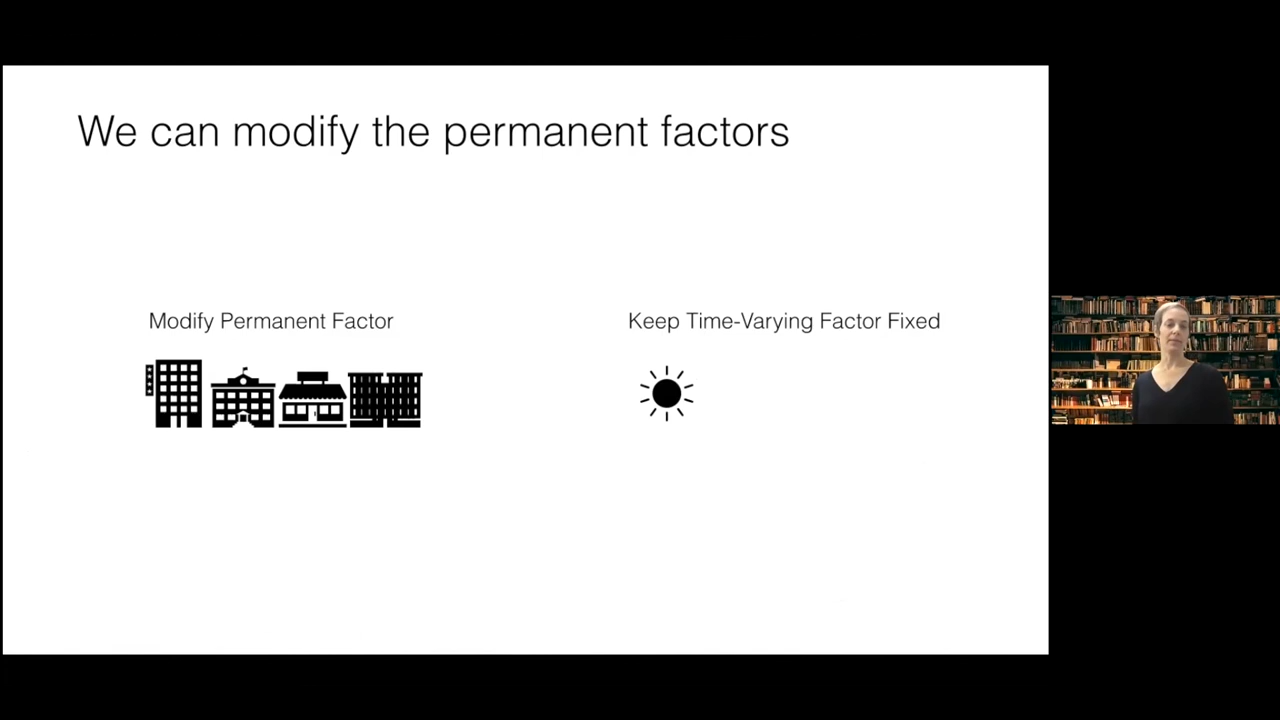 We can modify the permanent factors
Modify Permanent Factor
Keep Time-Varying Factor Fixed